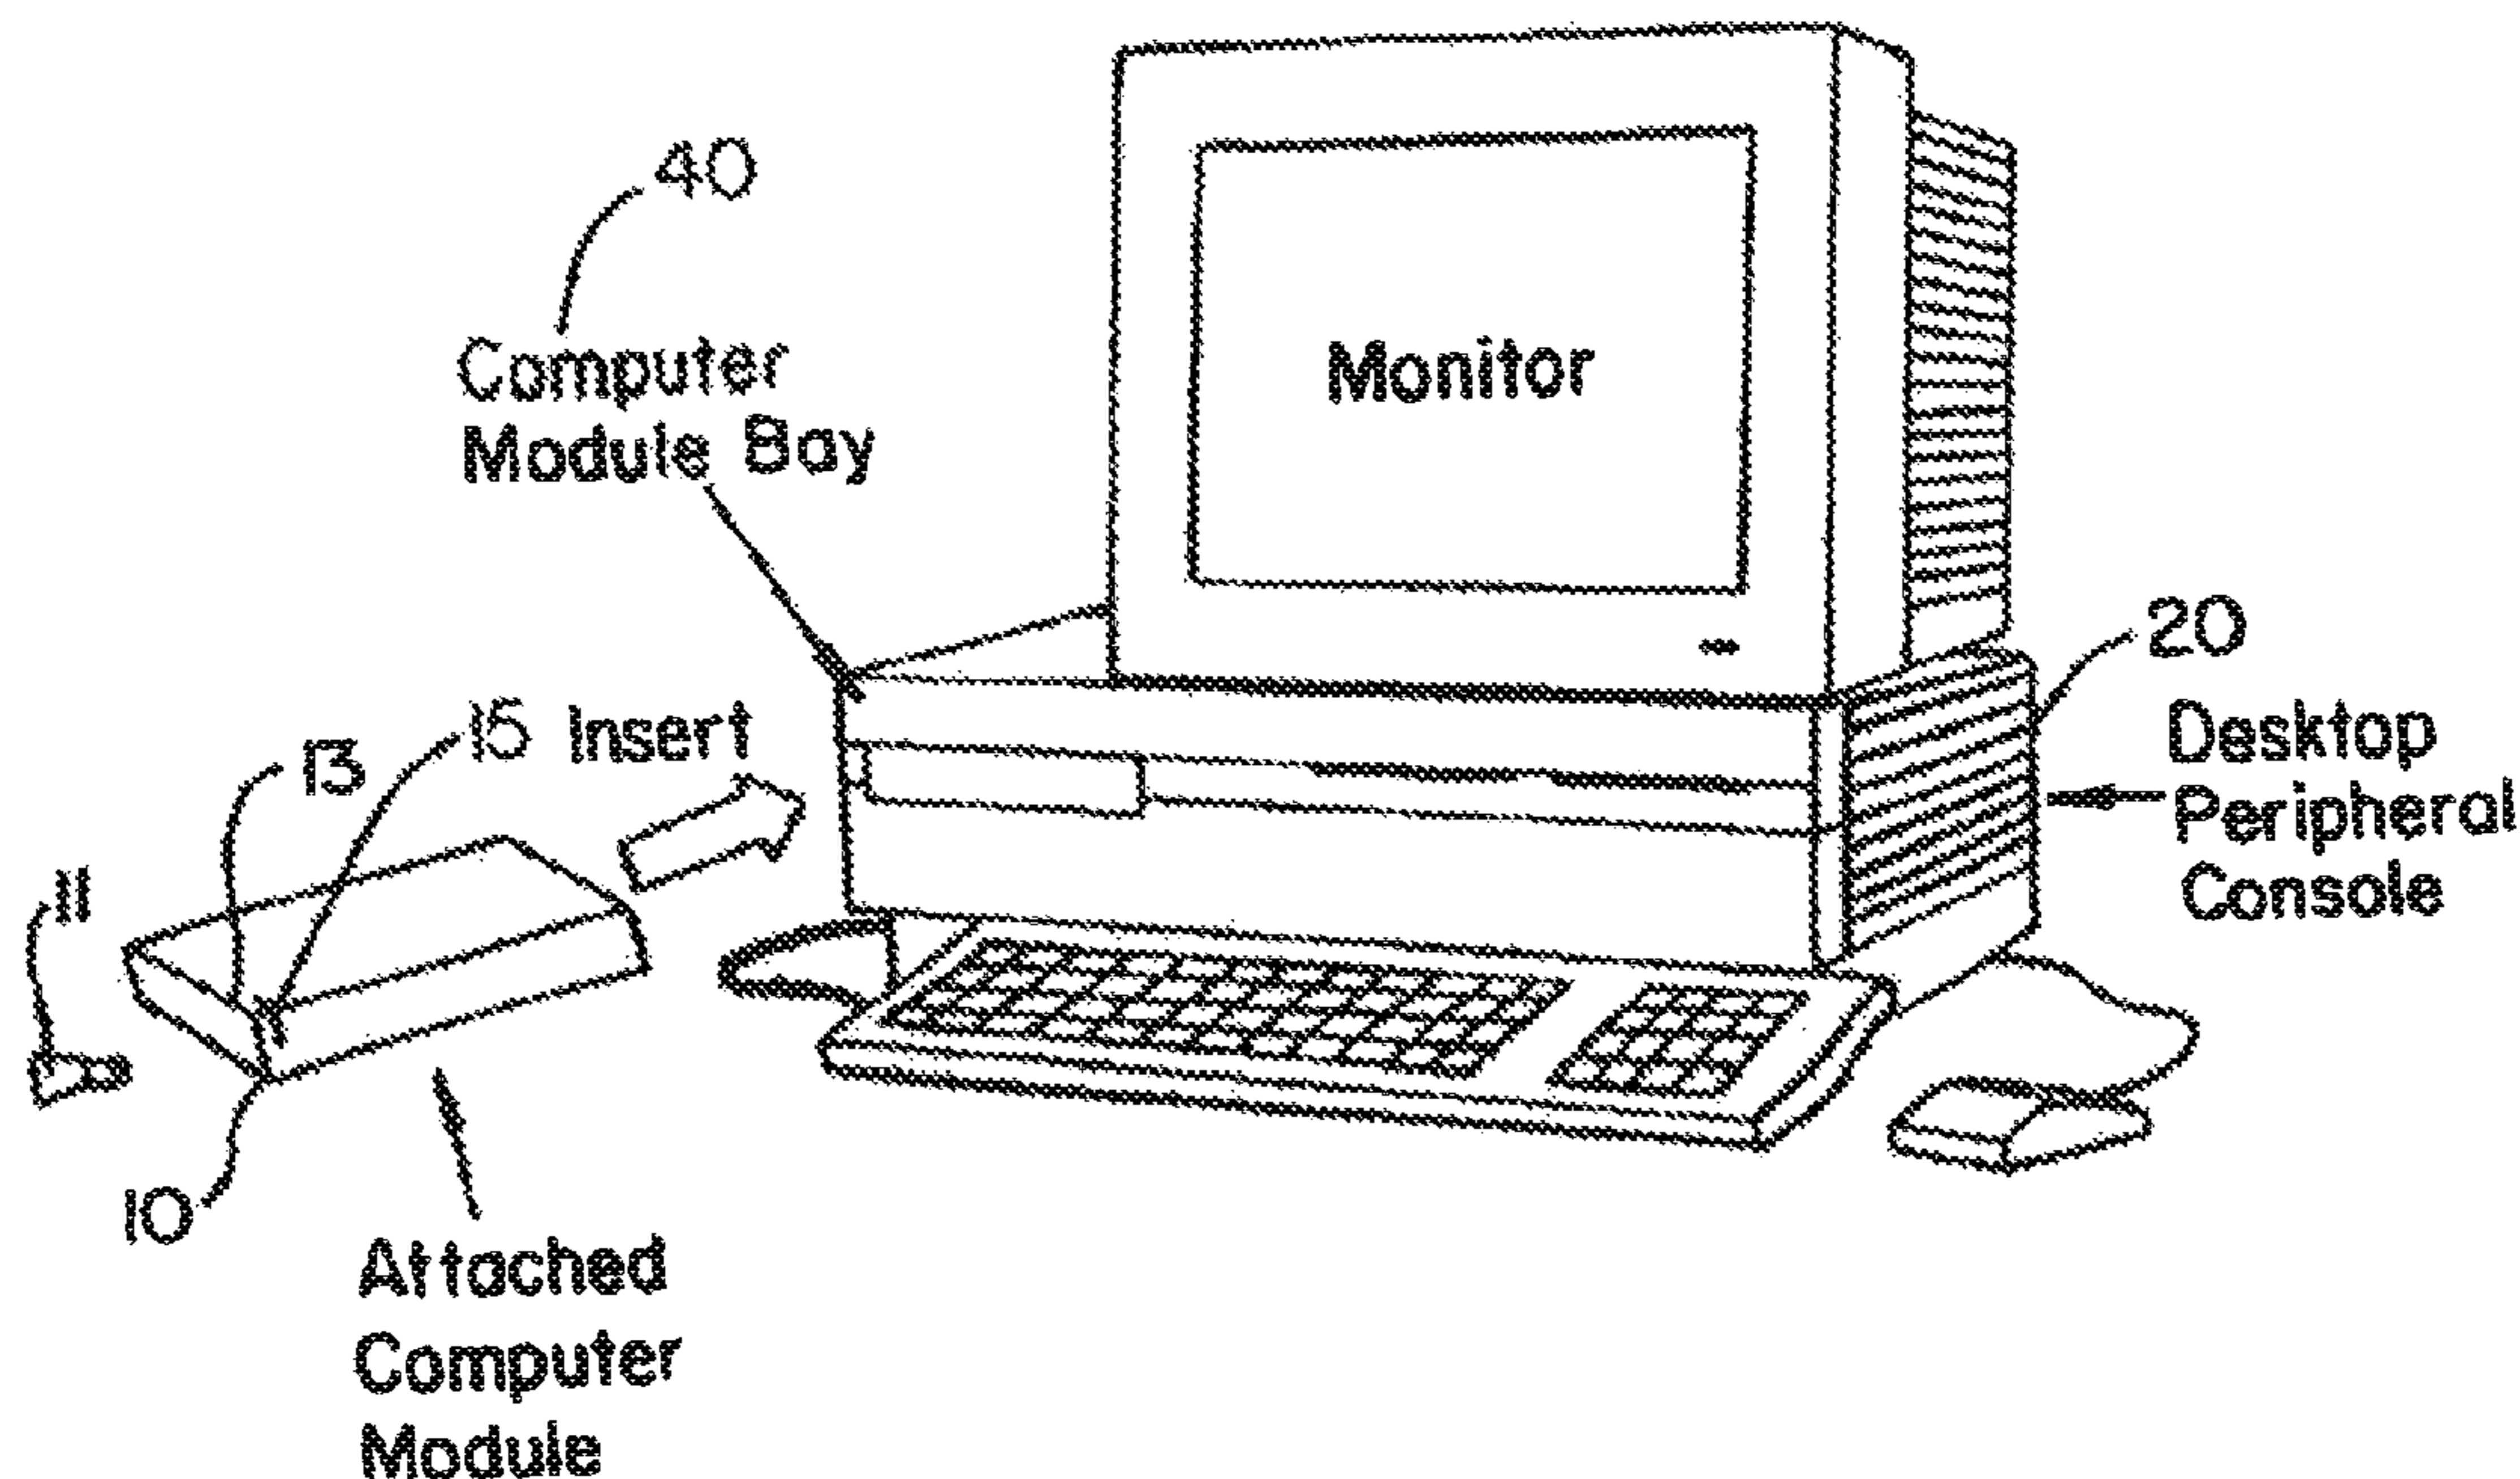 40
Computer
Module Bay
Monitor
20
Desktop
Peripheral
Console
15 Insert
13
11
10
Attached
Computer
Module